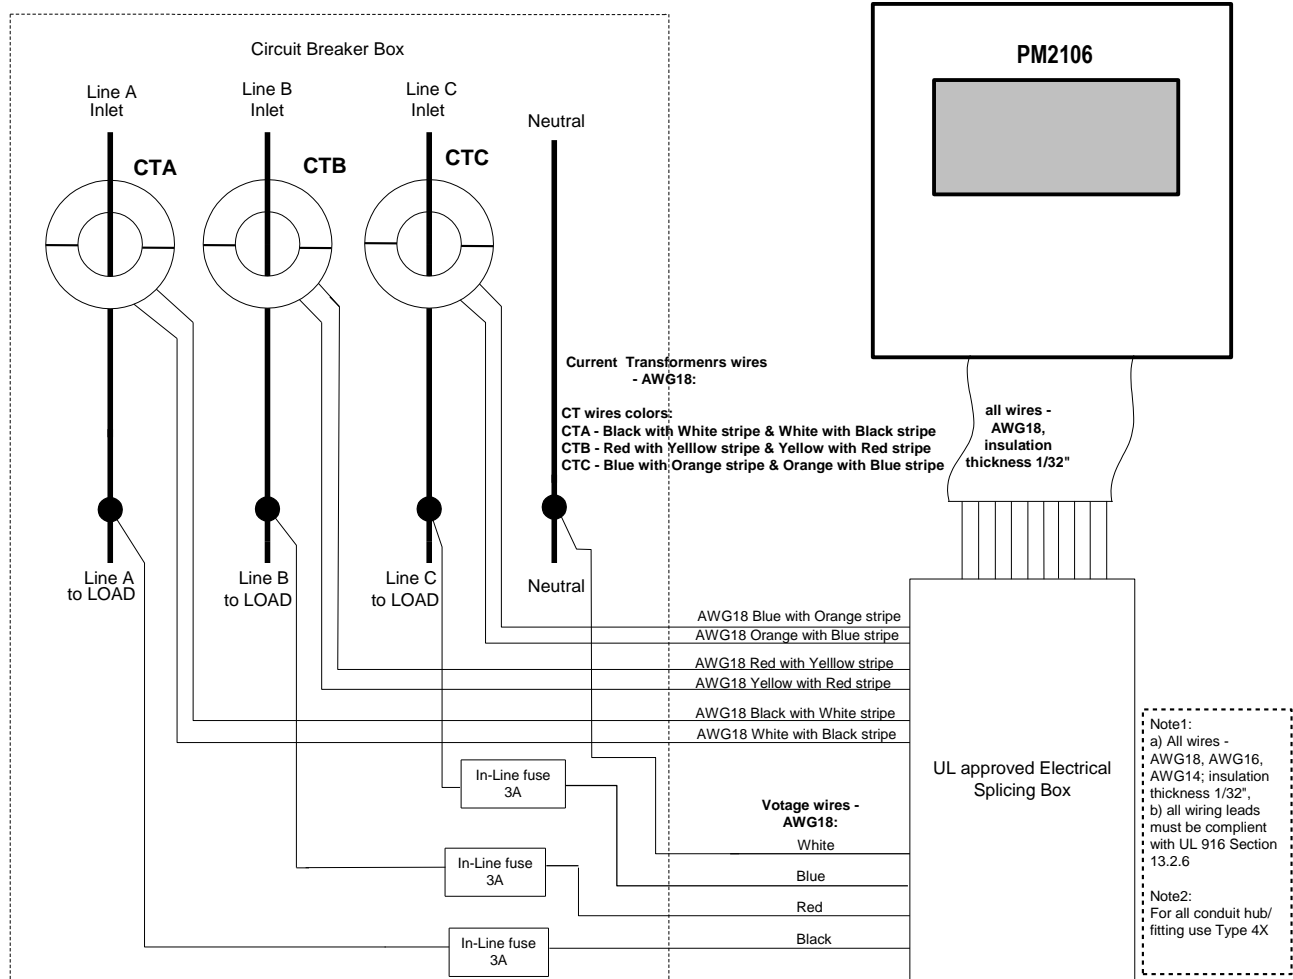 Circuit Breaker Box
PM2106
Line A
Inlet
Line B
Inlet
Line C
Inlet
Neutral
CTA
CTB
CTC
Current Transformenrs wires
- AWG18:
CT wires colors:
CTA - Black with White stripe & White with Black stripe
CTB - Red with Yelllow stripe & Yellow with Red stripe
CTC - Blue with Orange stripe & Orange with Blue stripe
all wires -
AWG18,
insulation
thickness 1/32"
Line A
to LOAD
Line B
to LOAD
Line C
to LOAD
Neutral
AWG18 Blue with Orange stripe
AWG18 Orange with Blue stripe
AWG18 Red with Yelllow stripe
AWG18 Yellow with Red stripe
AWG18 Black with White stripe
AWG18 White with Black stripe
UL approved Electrical
Splicing Box
In-Line fuse
3A
In-Line fuse
3A
In-Line fuse
3A
Votage wires -
AWG18:
White
Blue
Red
Black
Note1:
a) All wires -
AWG18, AWG16,
AWG14; insulation
thickness 1/32",
b) all wiring leads
must be complient
with UL 916 Section
13.2.6
Note2:
For all conduit hub/
fitting use Type 4X